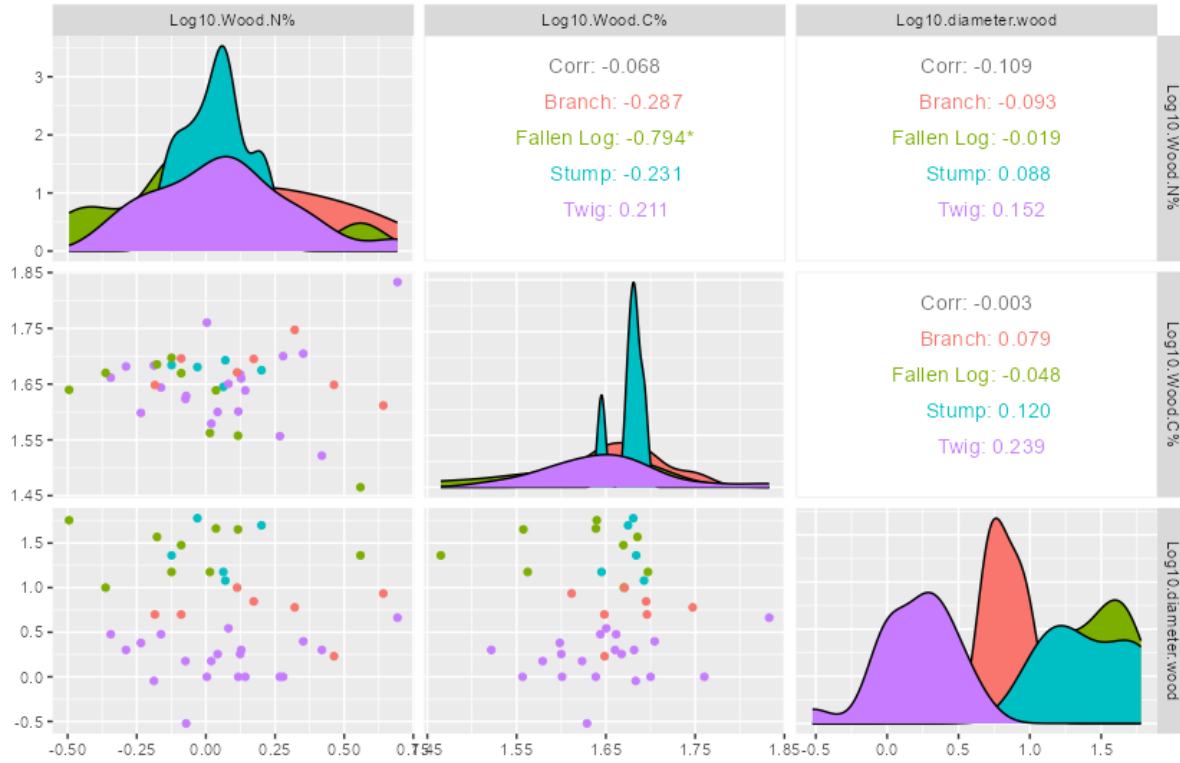 Log10.Wood.N%
Log10.Wood.C%
Log10.diameter.wood
3
2
1
0
Corr: -0.068
Branch: -0.287
Fallen Log: -0.794*
Stump: -0.231
Twig: 0.211
Corr: -0.109
Branch: -0.093
Fallen Log: -0.019
Stump: 0.088
Twig: 0.152
Log10.Wood.N%
1.85
1.75
1.65
1.55
1.45
Corr: -0.003
Branch: 0.079
Fallen Log: -0.048
Stump: 0.120
Twig: 0.239
Log10.Wood.C%
1.5
1.0
0.5
0.0
-0.5
Log10.diameter.wood
-0.50 -0.25 0.00 0.25 0.50 0.75
1.45 1.55 1.65 1.75 1.85
-0.5 0.0 0.5 1.0 1.5